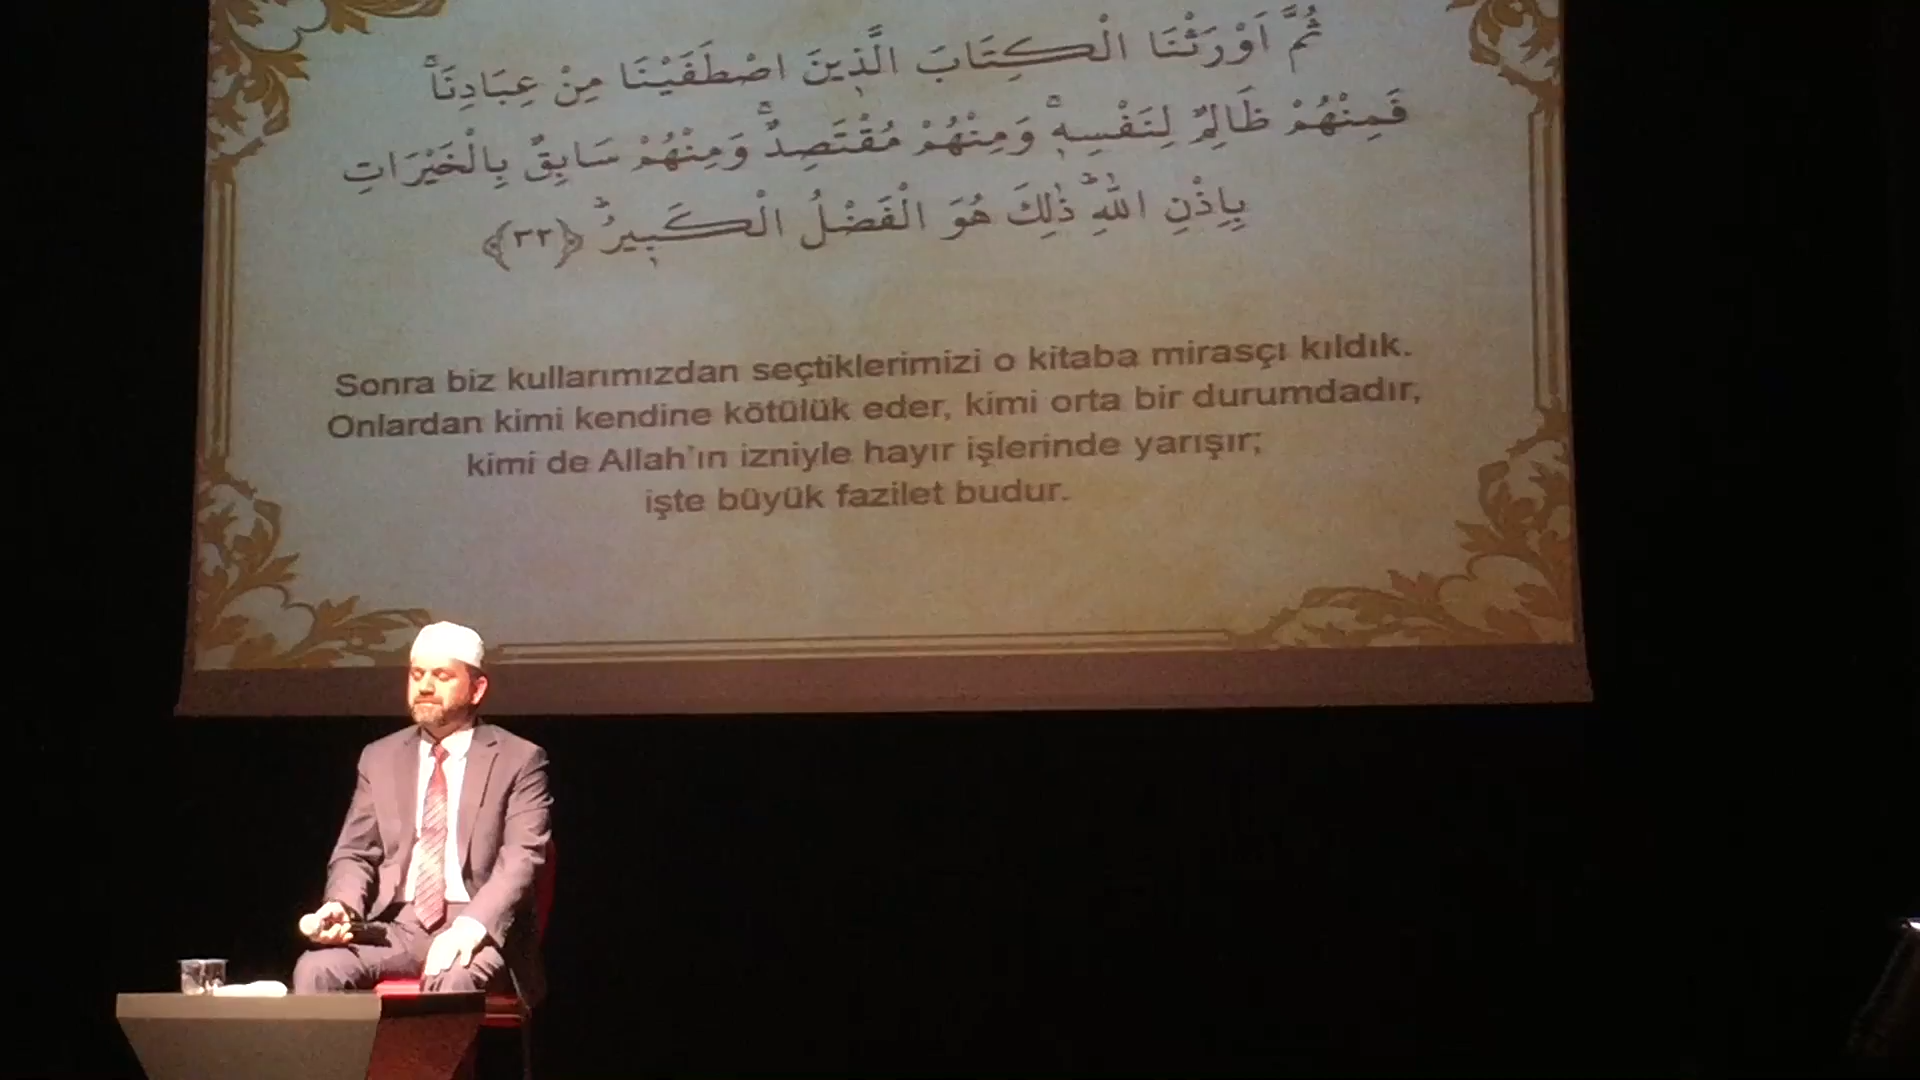 ثُمَّ اَوْرَثْنَا الْكِتَابَ الَّذ۪ينَ اصْطَفَيْنَا مِنْ عِبَادِنَاۚ
فَمِنْهُمْ ظَالِمٌ لِنَفْسِه۪ۚ وَمِنْهُمْ مُقْتَصِدٌۚ وَمِنْهُمْ سَابِقٌ بِالْخَيْرَاتِ
بِاِذْنِ اللّٰهِۜ ذٰلِكَ هُوَ الْفَضْلُ الْكَب۪يرُۜ ﴿٣٢﴾
Sonra biz kullarımızdan seçtiklerimizi o kitaba mirasçı kıldık.
Onlardan kimi kendine kötülük eder, kimi orta bir durumdadır,
kimi de Allah'ın izniyle hayır işlerinde yarışır;
işte büyük fazilet budur.